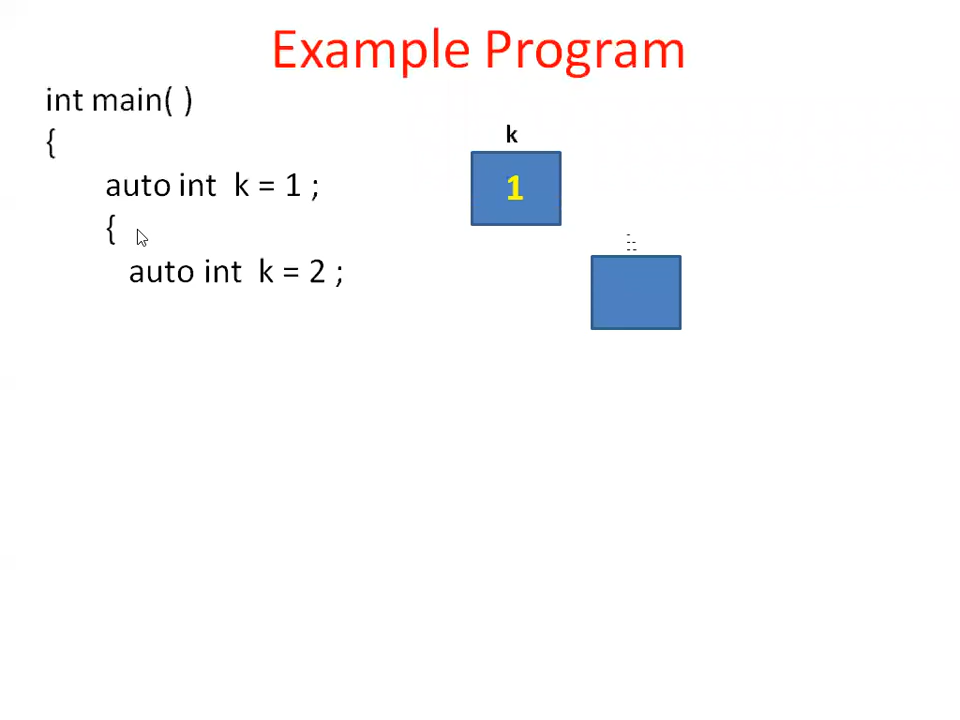 Example Program
int main( )
{
k
auto int k = 1 ;
1
{
auto int k = 2 ;